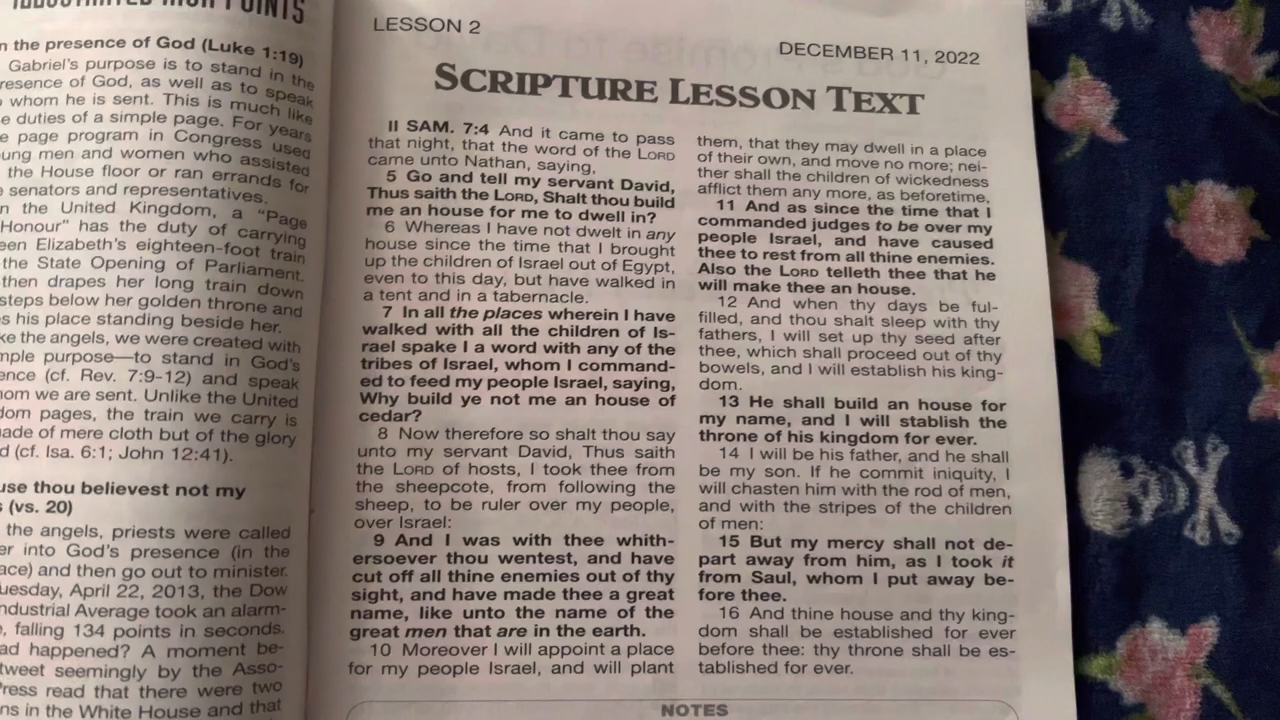 ILLUSTRATED HIGH POINTS
n the presence of God (Luke 1:19)
Gabriel's purpose is to stand in the
resence of God, as well as to speak
whom he is sent. This is much like
e duties of a simple page. For years
e page program in Congress used
ung men and women who assisted
the House floor or ran errands for
senators and representatives.
n the United Kingdom, a "Page
Honour" has the duty of carrying
een Elizabeth's eighteen-foot train
the State Opening of Parliament.
then drapes her long train down
steps below her golden throne and
s his place standing beside her.
ke the angels, we were created with
mple purpose—to stand in God's
ence (cf. Rev. 7:9-12) and speak
hom we are sent. Unlike the United
dom pages, the train we carry is
ade of mere cloth but of the glory
d (cf. Isa. 6:1; John 12:41).
use thou believest not my
s (vs. 20)
the angels, priests were called
er into God's presence (in the
ace) and then go out to minister.
uesday, April 22, 2013, the Dow
ndustrial Average took an alarm-
, falling 134 points in seconds.
ad happened? A moment be-
tweet seemingly by the Asso-
Press read that there were two
ns in the White House and that
LESSON 2
DECEMBER 11, 2022
SCRIPTURE LESSON TEXT
II SAM. 7:4 And it came to pass
that night, that the word of the LORD
came unto Nathan, saying,
5 Go and tell my servant David,
Thus saith the LORD, Shalt thou build
me an house for me to dwell in?
6 Whereas I have not dwelt in any
house since the time that I brought
up the children of Israel out of Egypt,
even to this day, but have walked in
a tent and in a tabernacle.
7 In all the places wherein I have
walked with all the children of Is-
rael spake I a word with any of the
tribes of Israel, whom I command-
ed to feed my people Israel, saying,
Why build ye not me an house of
cedar?
8 Now therefore so shalt thou say
unto my servant David, Thus saith
the LORD of hosts, I took thee from
the sheepcote, from following the
sheep, to be ruler over my people,
over Israel:
9 And I was with thee whith-
ersoever thou wentest, and have
cut off all thine enemies out of thy
sight, and have made thee a great
name, like unto the name of the
great men that are in the earth.
10 Moreover I will appoint a place
for my people Israel, and will plant
them, that they may dwell in a place
of their own, and move no more; nei-
ther shall the children of wickedness
afflict them any more, as beforetime,
11 And as since the time that I
commanded judges to be over my
people Israel, and have caused
thee to rest from all thine enemies.
Also the LORD telleth thee that he
will make thee an house.
12 And when thy days be ful-
filled, and thou shalt sleep with thy
fathers, I will set up thy seed after
thee, which shall proceed out of thy
bowels, and I will establish his king-
dom.
13 He shall build an house for
my name, and I will stablish the
throne of his kingdom for ever.
14 I will be his father, and he shall
be my son. If he commit iniquity, I
will chasten him with the rod of men,
and with the stripes of the children
of men:
15 But my mercy shall not de-
part away from him, as I took it
from Saul, whom I put away be-
fore thee.
16 And thine house and thy king-
dom shall be established for ever
before thee: thy throne shall be es-
tablished for ever.
NOTES